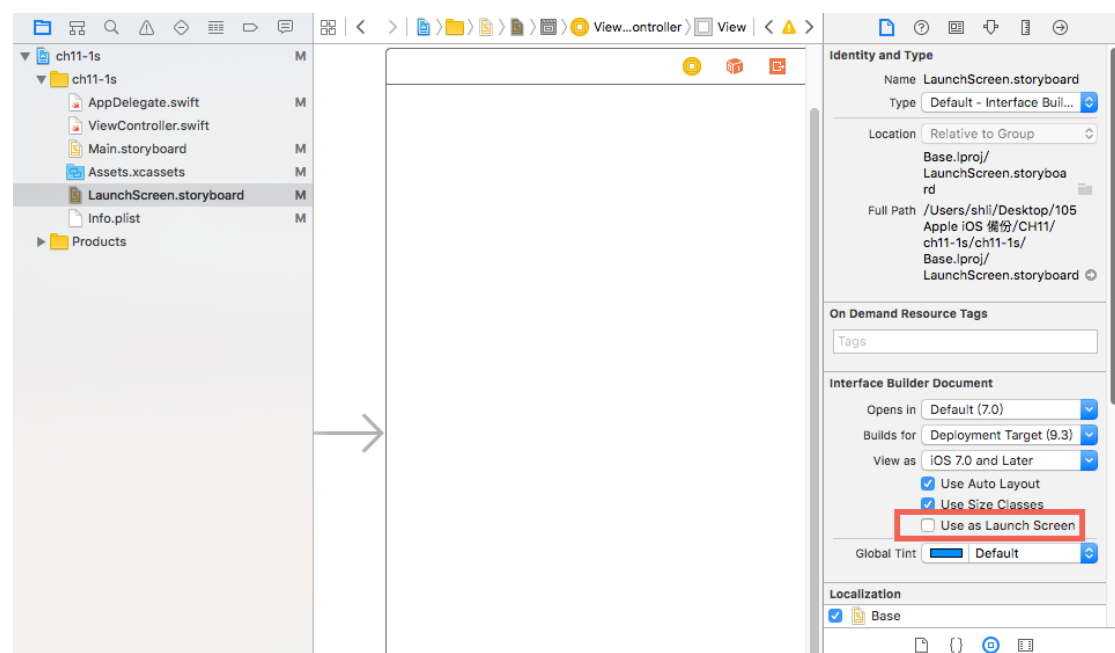 View...ontroller
View
ch11-1s
M
ch11-1s
AppDelegate.swift
M
ViewController.swift
Main.storyboard
M
Assets.xcassets
M
LaunchScreen.storyboard
M
Info.plist
M
Products
Identity and Type
Name LaunchScreen.storyboard
Type Default - Interface Buil...
Location Relative to Group
Base.lproj/
LaunchScreen.storyboa
rd
Full Path /Users/shli/Desktop/105
Apple iOS 備份/CH11/
ch11-1s/ch11-1s/
Base.lproj/
LaunchScreen.storyboard
On Demand Resource Tags
Tags
Interface Builder Document
Opens in Default (7.0)
Builds for Deployment Target (9.3)
View as iOS 7.0 and Later
Use Auto Layout
Use Size Classes
Use as Launch Screen
Global Tint Default
Localization
Base